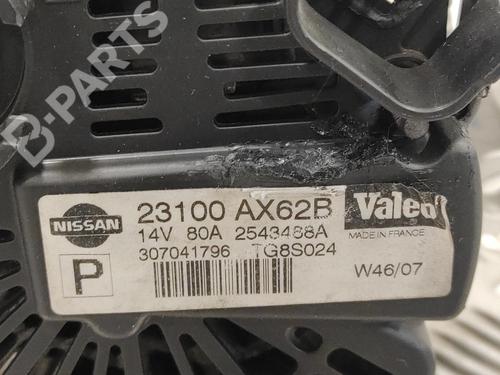 B-PARTS
NISSAN
23100 AX62B
Valeo
14V 80A 2543488A
MADE IN FRANCE
307041796 TG8S024
P
W46/07